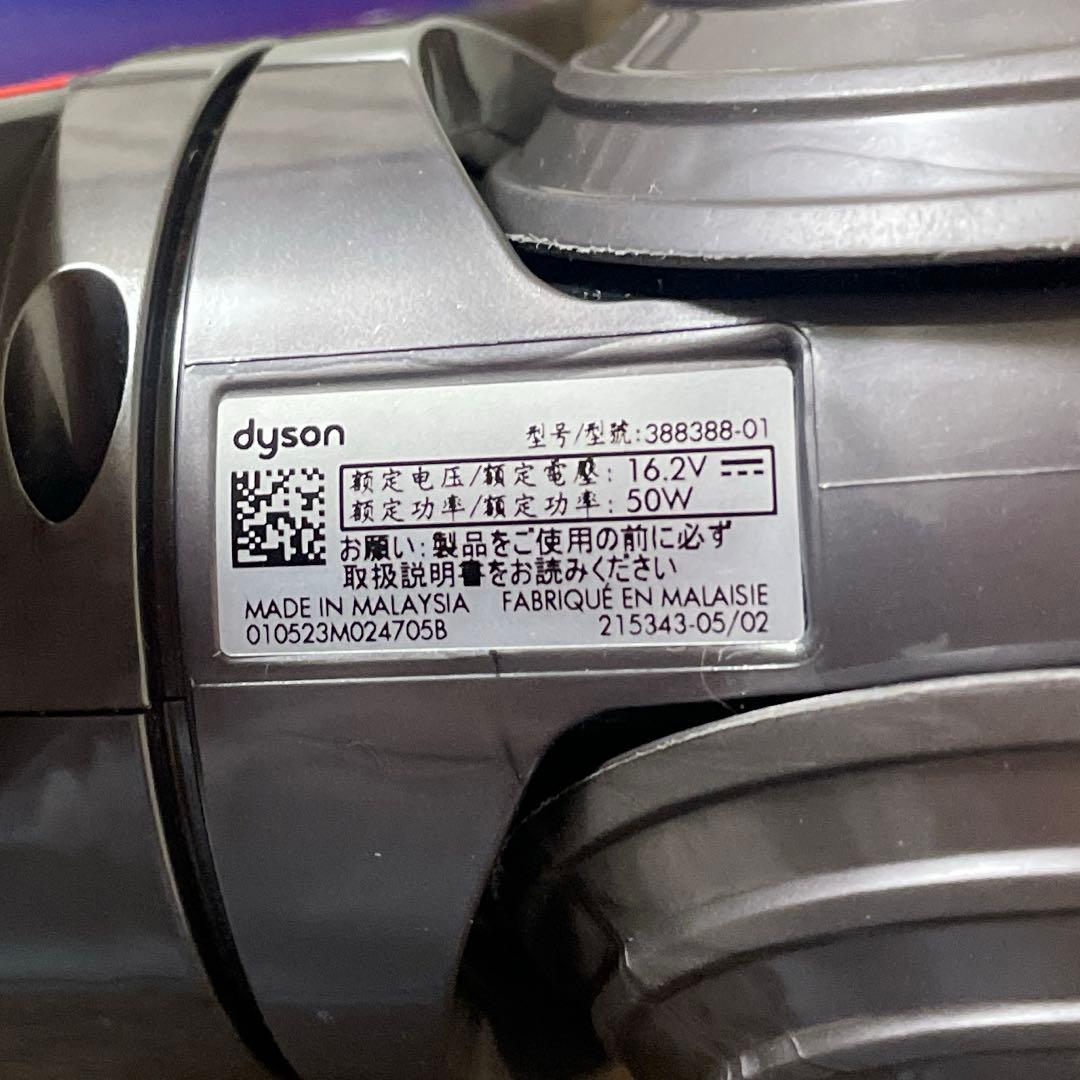 dyson
型号/型號:388388-01
额定电压/額定電壓: 16.2V
额定功率/額定功率: 50W
お願い:製品をご使用の前に必ず
取扱説明書をお読みください
MADE IN MALAYSIA FABRIQUÉ EN MALAISIE
010523M024705B 215343-05/02